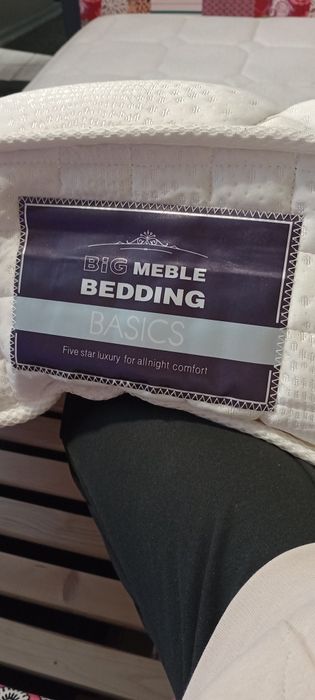 BiG MEBLE
BEDDING
BASICS
Five star luxury for allnight comfort